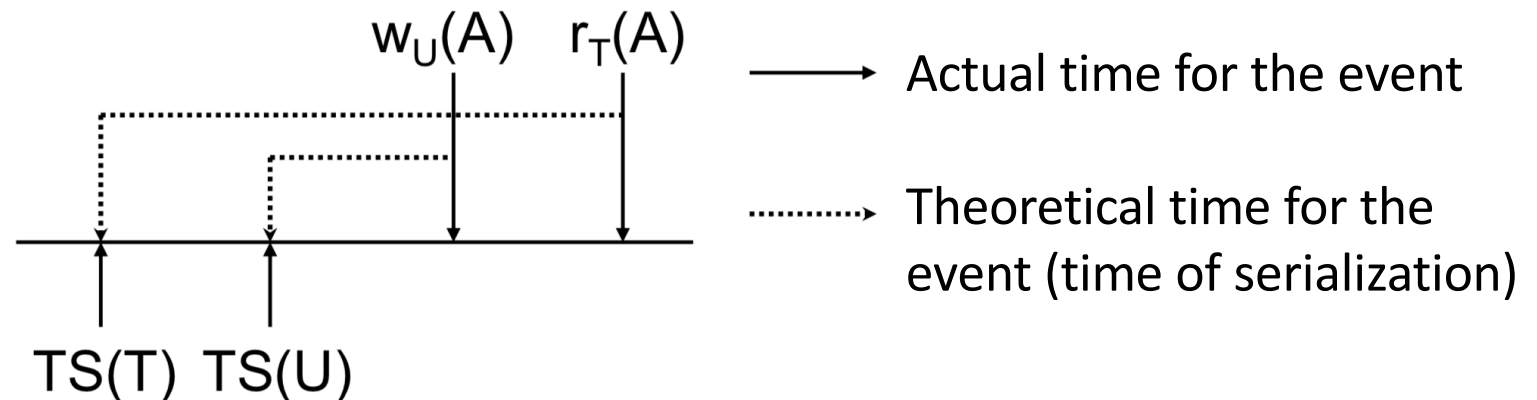 w_U(A) r_T(A)
Actual time for the event
Theoretical time for the
event (time of serialization)
TS(T) TS(U)